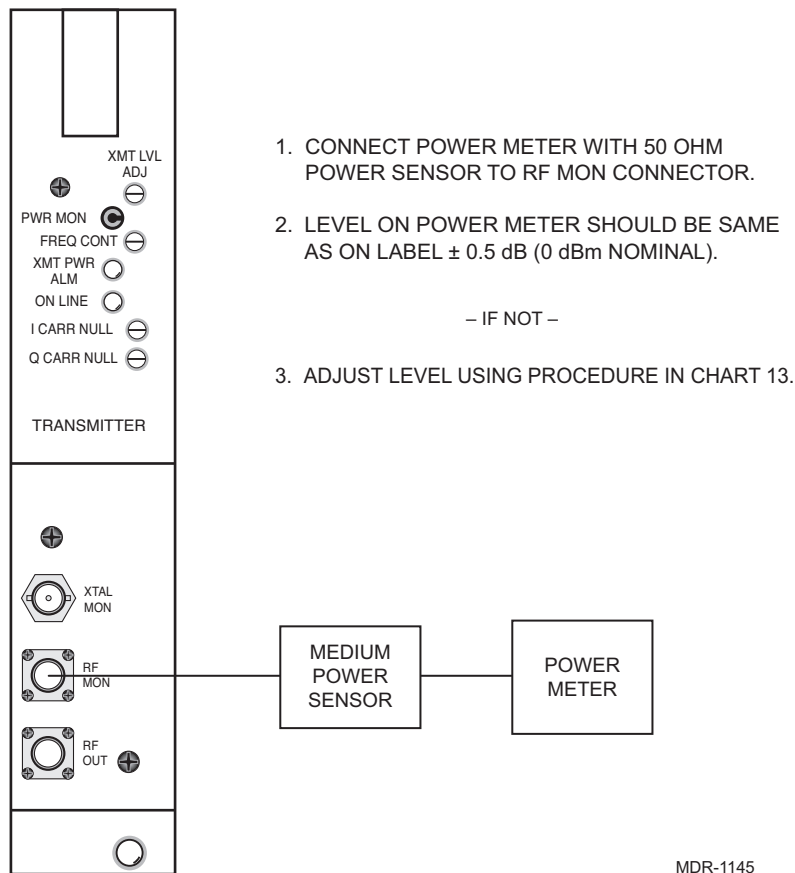 XMT LVL
ADJ
PWR MON
FREQ CONT
XMT PWR
ALM
ON LINE
I CARR NULL
Q CARR NULL
TRANSMITTER
XTAL
MON
RF
MON
RF
OUT
1. CONNECT POWER METER WITH 50 OHM
POWER SENSOR TO RF MON CONNECTOR.
2. LEVEL ON POWER METER SHOULD BE SAME
AS ON LABEL ± 0.5 dB (0 dBm NOMINAL).
– IF NOT –
3. ADJUST LEVEL USING PROCEDURE IN CHART 13.
MEDIUM
POWER
SENSOR
POWER
METER
MDR-1145